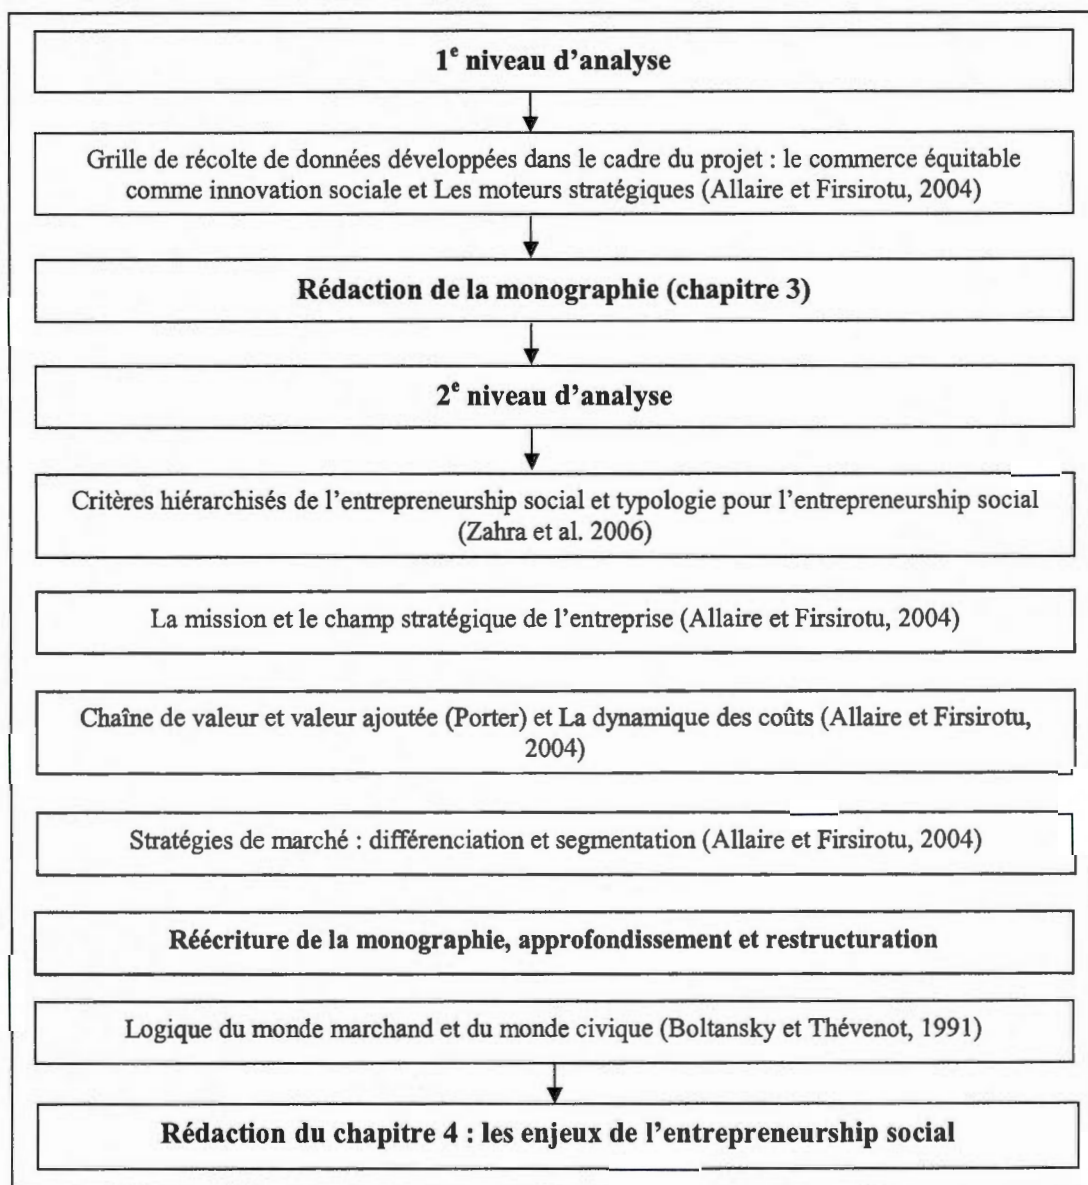 1e niveau d'analyse
Grille de récolte de données développées dans le cadre du projet : le commerce équitable
comme innovation sociale et Les moteurs stratégiques (Allaire et Firsirotu, 2004)
Rédaction de la monographie (chapitre 3)
2e niveau d'analyse
Critères hiérarchisés de l'entrepreneurship social et typologie pour l'entrepreneurship social
(Zahra et al. 2006)
La mission et le champ stratégique de l'entreprise (Allaire et Firsirotu, 2004)
Chaîne de valeur et valeur ajoutée (Porter) et La dynamique des coûts (Allaire et Firsirotu,
2004)
Stratégies de marché : différenciation et segmentation (Allaire et Firsirotu, 2004)
Réécriture de la monographie, approfondissement et restructuration
Logique du monde marchand et du monde civique (Boltansky et Thévenot, 1991)
Rédaction du chapitre 4 : les enjeux de l'entrepreneurship social